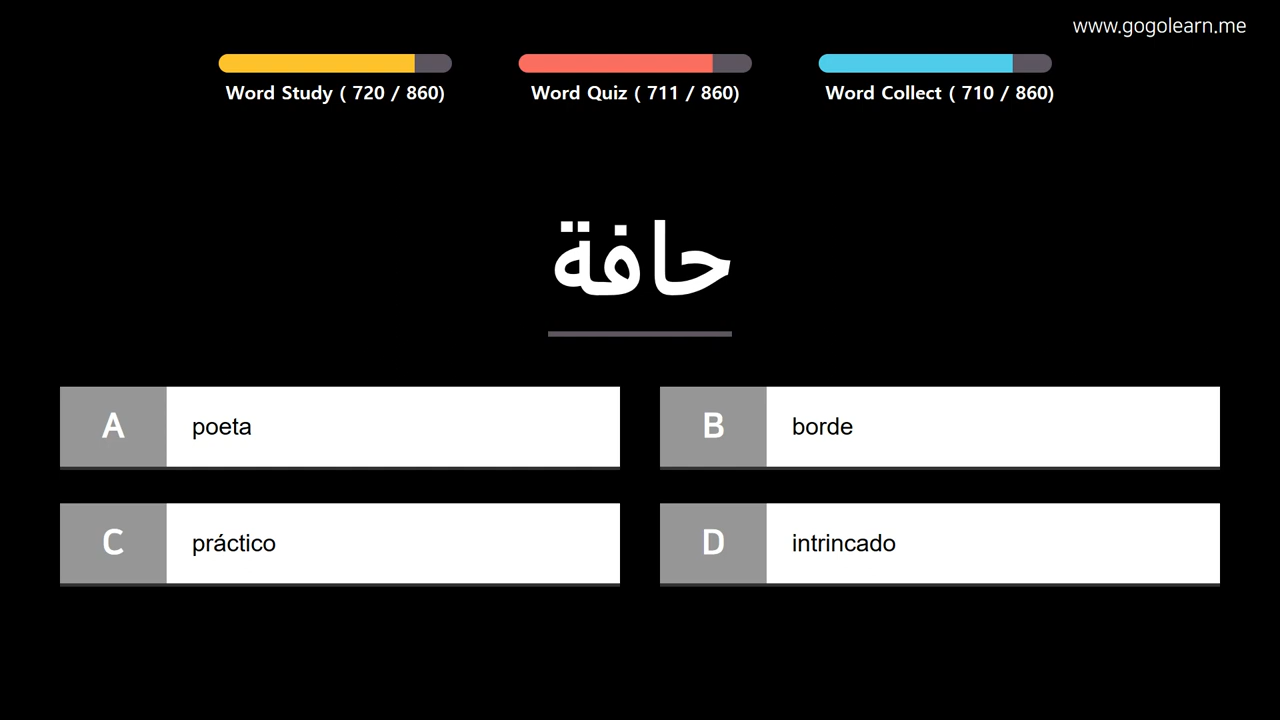 www.gogolearn.me
Word Study ( 720 / 860)
Word Quiz ( 711 / 860)
Word Collect ( 710 / 860)
حافة
A poeta
B borde
C práctico
D intrincado